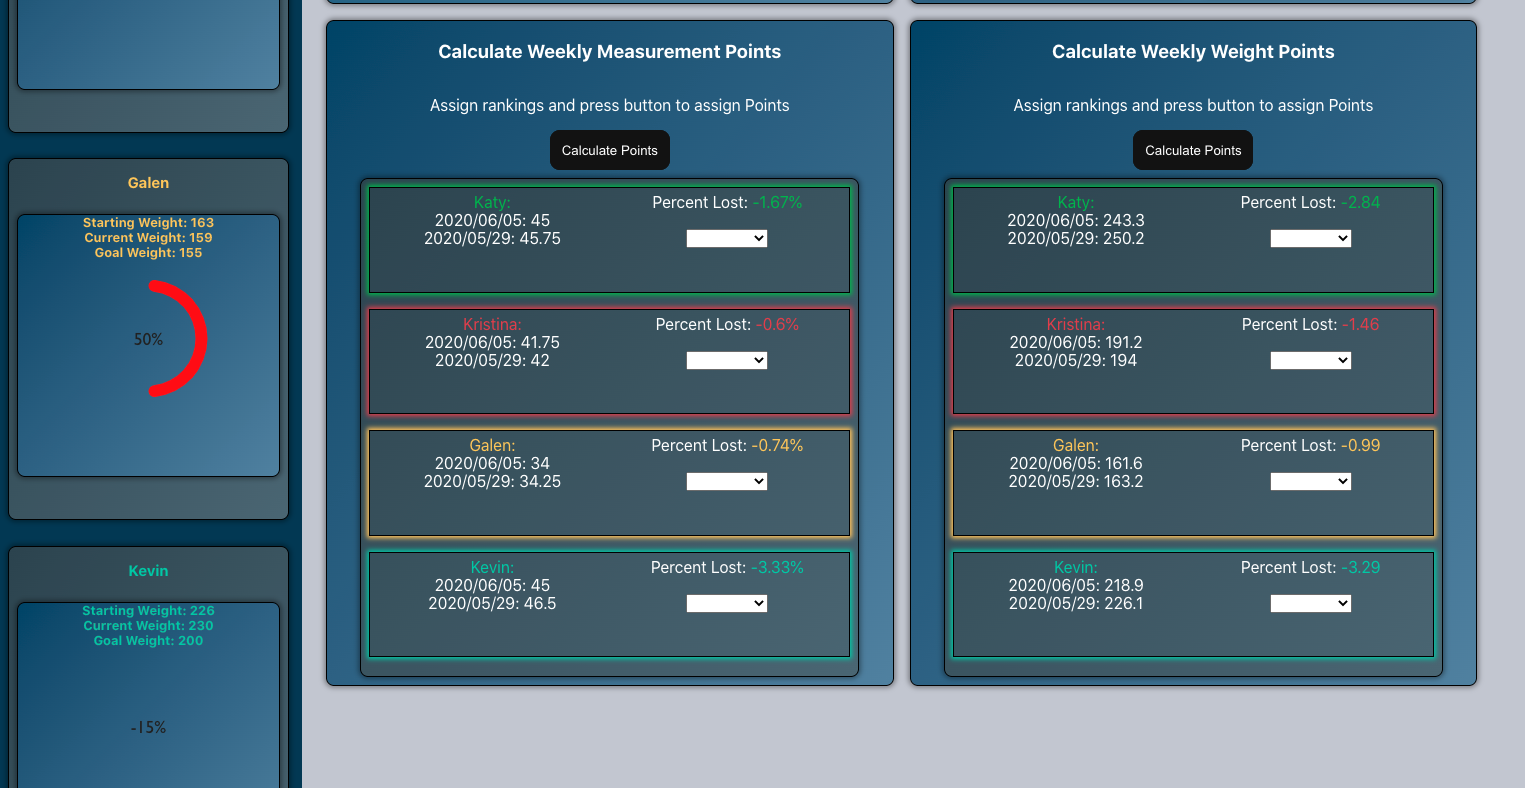 Galen
Starting Weight: 163
Current Weight: 159
Goal Weight: 155
50%
Kevin
Starting Weight: 226
Current Weight: 230
Goal Weight: 200
-15%
Calculate Weekly Measurement Points
Assign rankings and press button to assign Points
Calculate Points
Katy:
2020/06/05: 45
2020/05/29: 45.75
Percent Lost: -1.67%
Kristina:
2020/06/05: 41.75
2020/05/29: 42
Percent Lost: -0.6%
Galen:
2020/06/05: 34
2020/05/29: 34.25
Percent Lost: -0.74%
Kevin:
2020/06/05: 45
2020/05/29: 46.5
Percent Lost: -3.33%
Calculate Weekly Weight Points
Assign rankings and press button to assign Points
Calculate Points
Katy:
2020/06/05: 243.3
2020/05/29: 250.2
Percent Lost: -2.84
Kristina:
2020/06/05: 191.2
2020/05/29: 194
Percent Lost: -1.46
Galen:
2020/06/05: 161.6
2020/05/29: 163.2
Percent Lost: -0.99
Kevin:
2020/06/05: 218.9
2020/05/29: 226.1
Percent Lost: -3.29